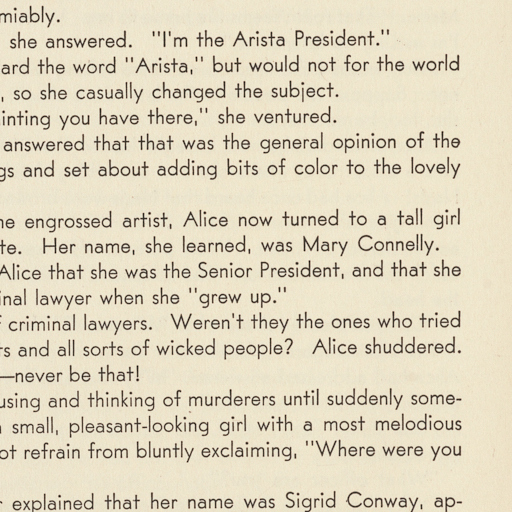 miably.
she answered. "I'm the Arista President."
ard the word "Arista," but would not for the world
, so she casually changed the subject.
inting you have there," she ventured.
answered that that was the general opinion of the
gs and set about adding bits of color to the lovely
ne engrossed artist, Alice now turned to a tall girl
te. Her name, she learned, was Mary Connelly.
Alice that she was the Senior President, and that she
inal lawyer when she "grew up."
f criminal lawyers. Weren't they the ones who tried
rs and all sorts of wicked people? Alice shuddered.
—never be that!
using and thinking of murderers until suddenly some-
small, pleasant-looking girl with a most melodious
ot refrain from bluntly exclaiming, "Where were you
r explained that her name was Sigrid Conway, ap-